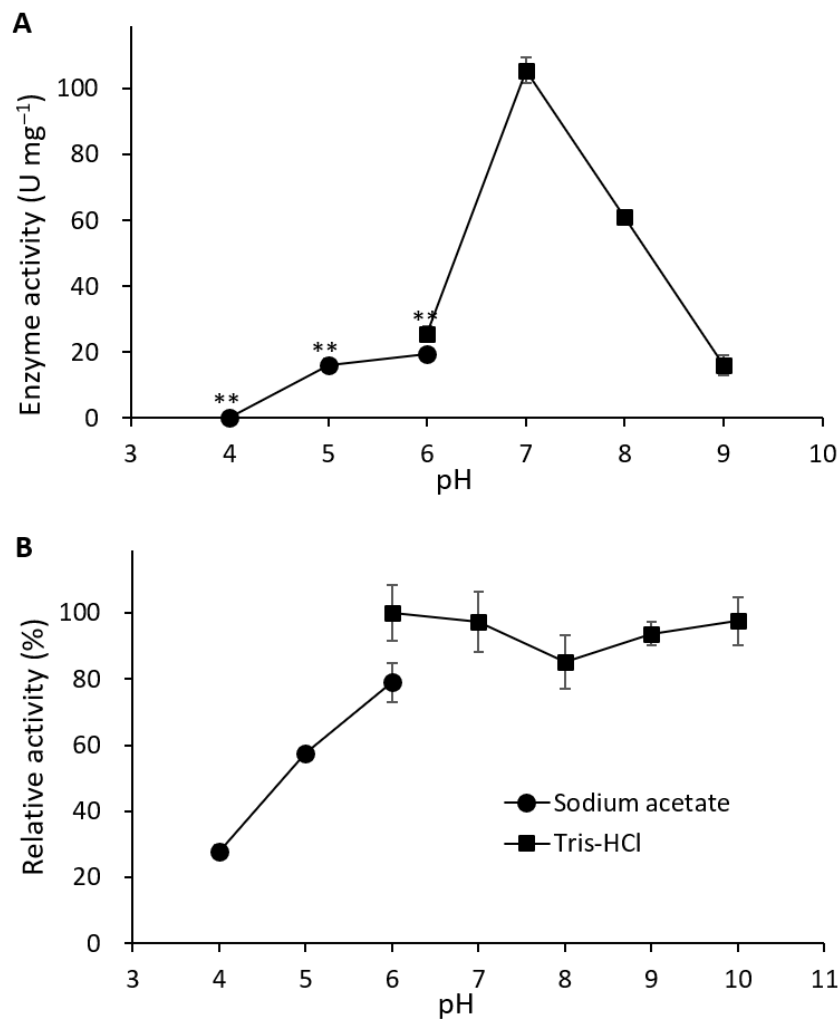 A
Enzyme activity (U mg⁻¹)
100
80
60
40
20
0
**
**
**
3 4 5 6 7 8 9 10
pH
B
Relative activity (%)
100
80
60
40
20
0
Sodium acetate
Tris-HCl
3 4 5 6 7 8 9 10 11
pH